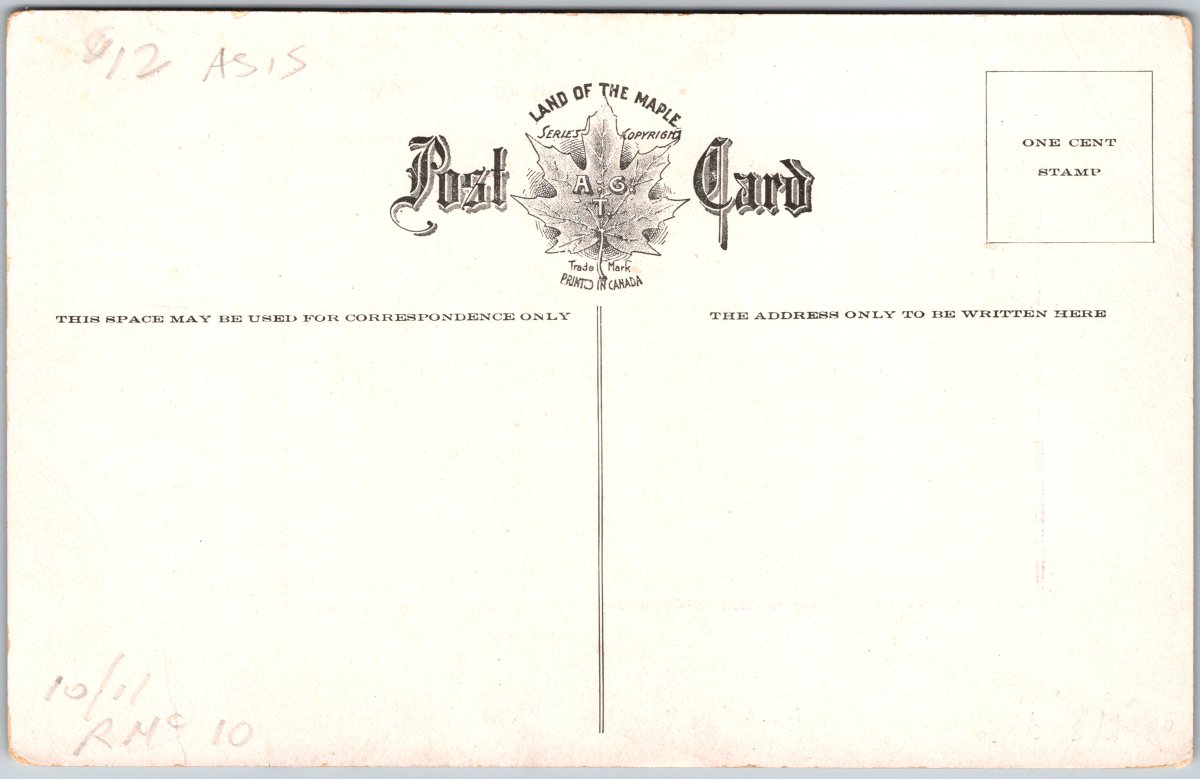 $12 ASIS
LAND OF THE MAPLE
SERIES COPYRIGHT
Post Card
A. G.
T.
Trade Mark
PRINTD IN CANADA
ONE CENT
STAMP
THIS SPACE MAY BE USED FOR CORRESPONDENCE ONLY
THE ADDRESS ONLY TO BE WRITTEN HERE
10/11
RMc 10